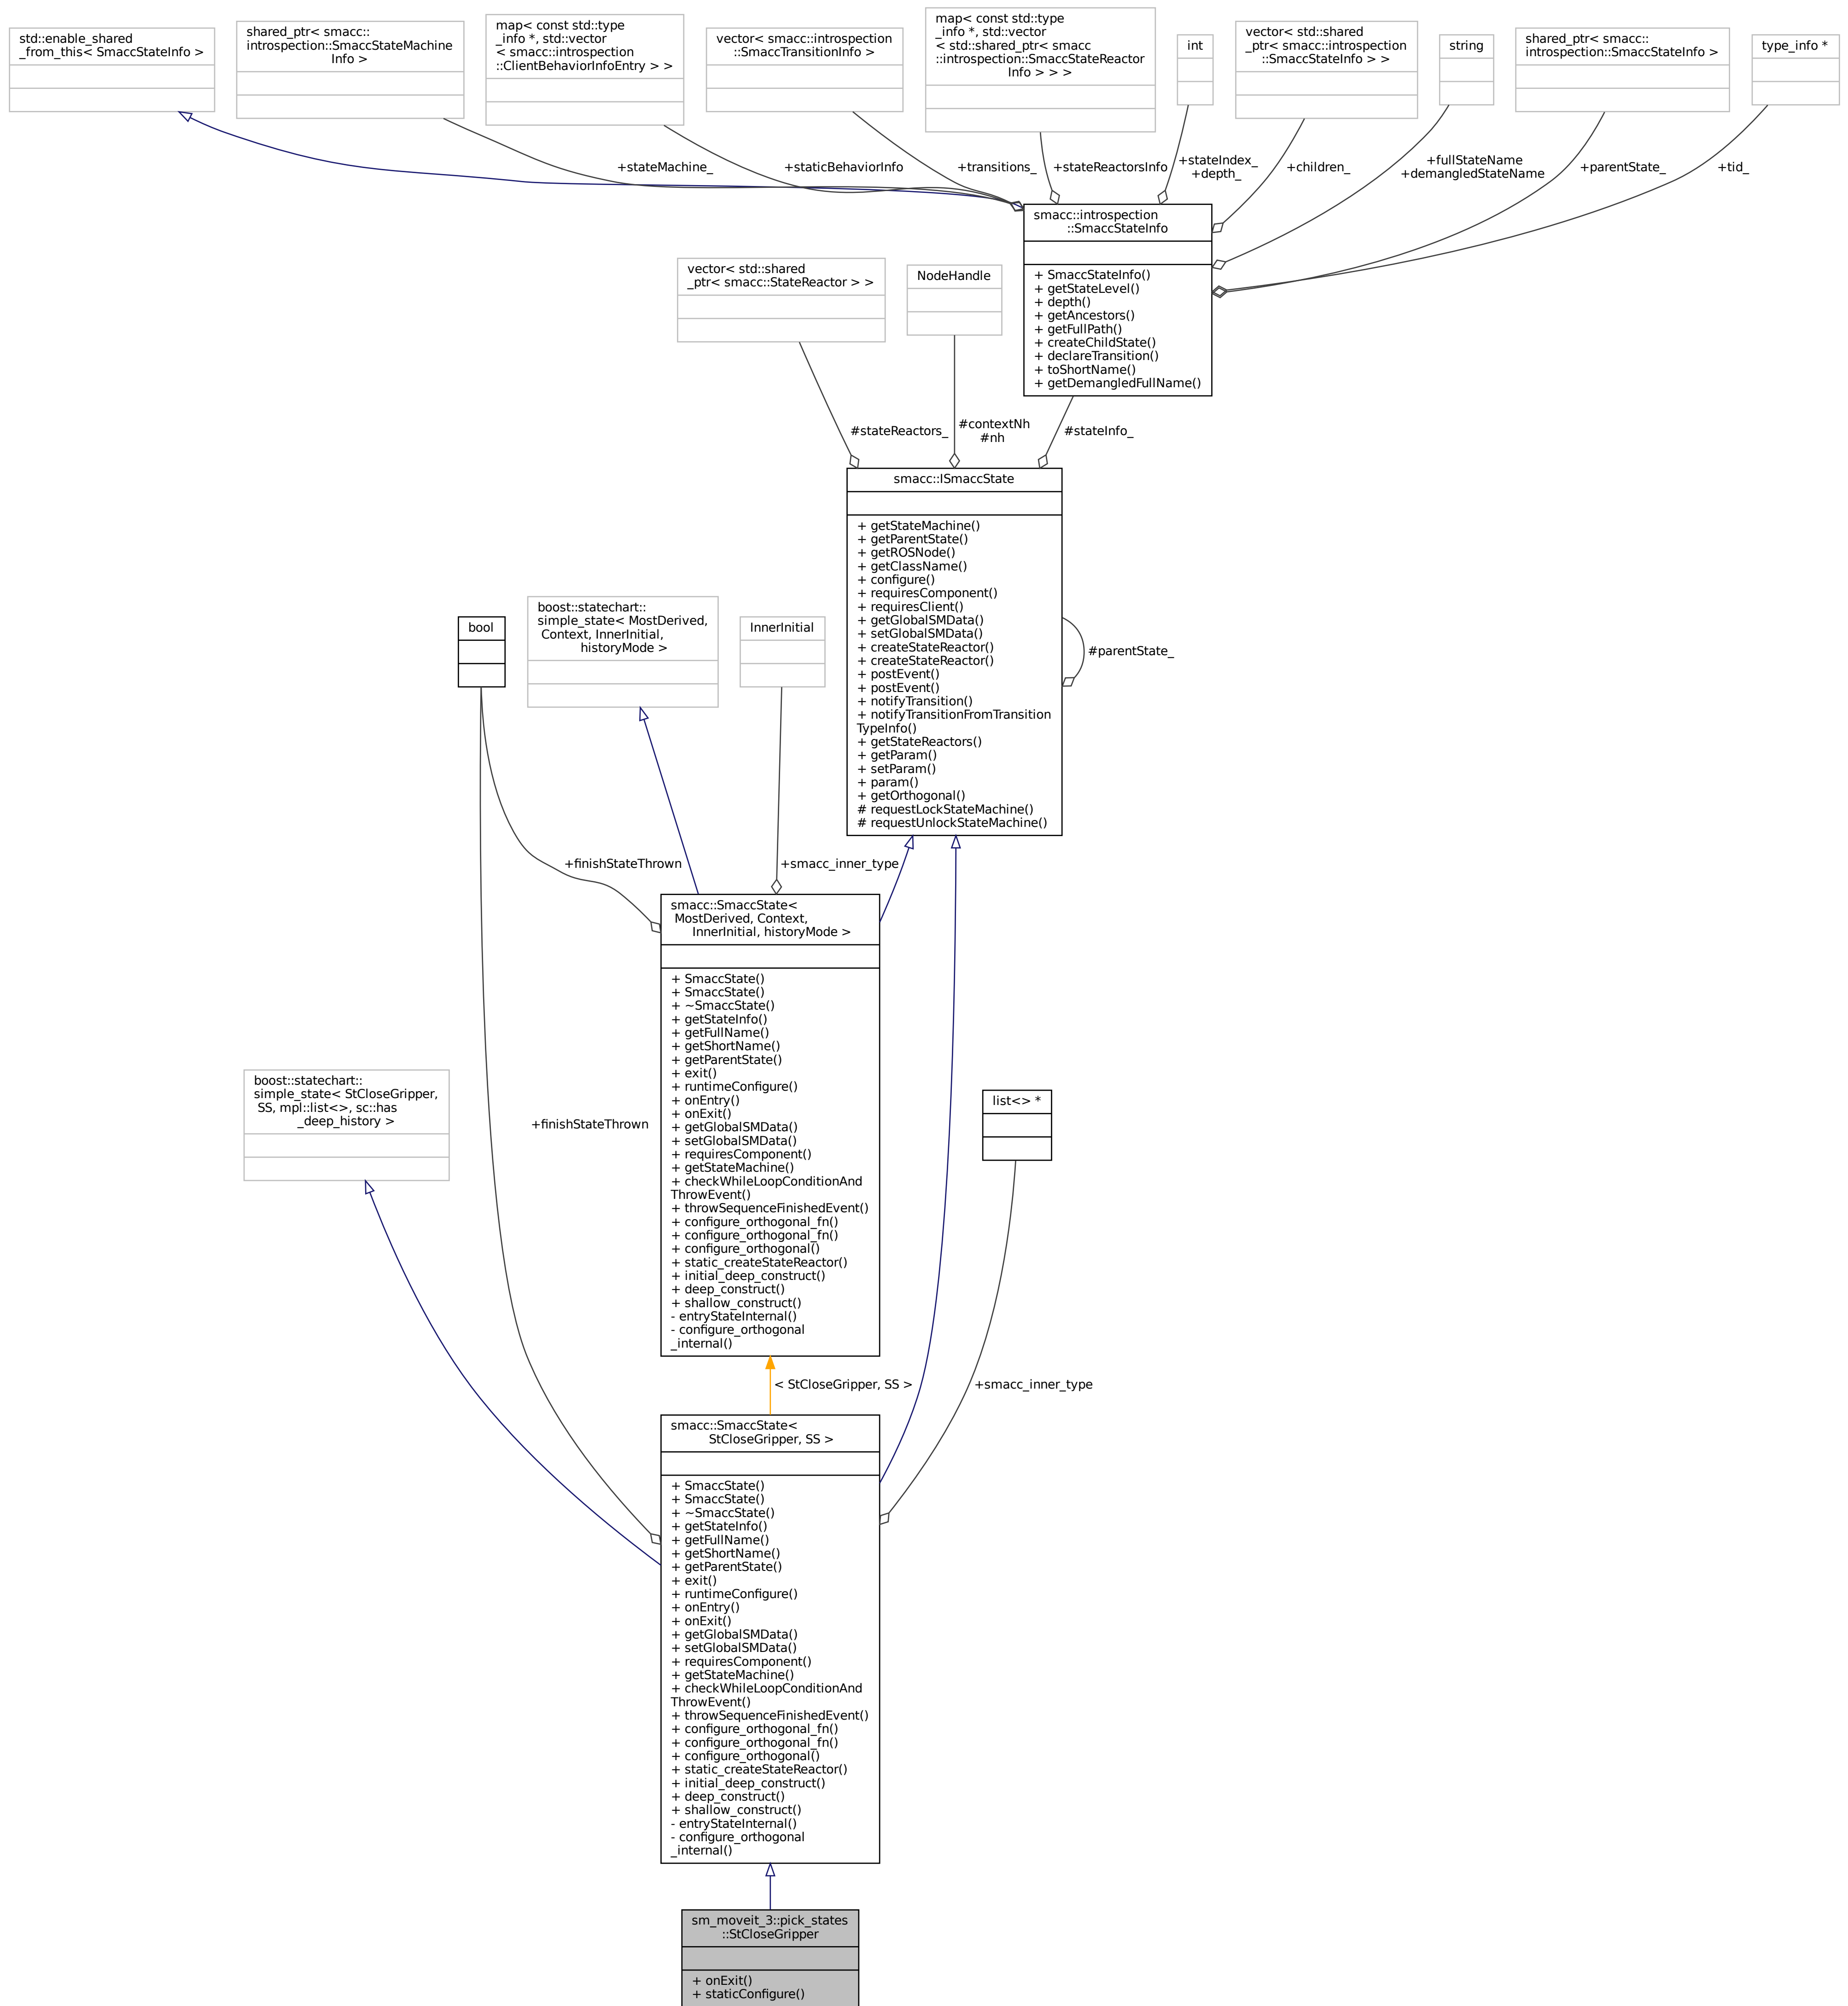 std::enable_shared
_from_this< SmaccStateInfo >
shared_ptr< smacc::
introspection::SmaccStateMachine
Info >
map< const std::type
_info *, std::vector
< smacc::introspection
::ClientBehaviorInfoEntry > >
vector< smacc::introspection
::SmaccTransitionInfo >
map< const std::type
_info *, std::vector
< std::shared_ptr< smacc
::introspection::SmaccStateReactor
Info > > >
int
vector< std::shared
_ptr< smacc::introspection
::SmaccStateInfo > >
string
shared_ptr< smacc::
introspection::SmaccStateInfo >
type_info *
+stateMachine_
+staticBehaviorInfo
+transitions_
+stateReactorsInfo
+stateIndex_
+depth_
+children_
+fullStateName
+demangledStateName
+parentState_
+tid_
smacc::introspection
::SmaccStateInfo
+ SmaccStateInfo()
+ getStateLevel()
+ depth()
+ getAncestors()
+ getFullPath()
+ createChildState()
+ declareTransition()
+ toShortName()
+ getDemangledFullName()
vector< std::shared
_ptr< smacc::StateReactor > >
NodeHandle
#stateReactors_
#contextNh
#nh
#stateInfo_
smacc::ISmaccState
+ getStateMachine()
+ getParentState()
+ getROSNode()
+ getClassName()
+ configure()
+ requiresComponent()
+ requiresClient()
+ getGlobalSMData()
+ setGlobalSMData()
+ createStateReactor()
+ createStateReactor()
+ postEvent()
+ postEvent()
+ notifyTransition()
+ notifyTransitionFromTransition
TypeInfo()
+ getStateReactors()
+ getParam()
+ setParam()
+ param()
+ getOrthogonal()
# requestLockStateMachine()
# requestUnlockStateMachine()
#parentState_
bool
boost::statechart::
simple_state< MostDerived,
Context, InnerInitial,
historyMode >
InnerInitial
+finishStateThrown
+smacc_inner_type
smacc::SmaccState<
MostDerived, Context,
InnerInitial, historyMode >
+ SmaccState()
+ SmaccState()
+ ~SmaccState()
+ getStateInfo()
+ getFullName()
+ getShortName()
+ getParentState()
+ exit()
+ runtimeConfigure()
+ onEntry()
+ onExit()
+ getGlobalSMData()
+ setGlobalSMData()
+ requiresComponent()
+ getStateMachine()
+ checkWhileLoopConditionAnd
ThrowEvent()
+ throwSequenceFinishedEvent()
+ configure_orthogonal_fn()
+ configure_orthogonal_fn()
+ configure_orthogonal()
+ static_createStateReactor()
+ initial_deep_construct()
+ deep_construct()
+ shallow_construct()
- entryStateInternal()
- configure_orthogonal
_internal()
boost::statechart::
simple_state< StCloseGripper,
SS, mpl::list<>, sc::has
_deep_history >
+finishStateThrown
list<> *
< StCloseGripper, SS >
+smacc_inner_type
smacc::SmaccState<
StCloseGripper, SS >
+ SmaccState()
+ SmaccState()
+ ~SmaccState()
+ getStateInfo()
+ getFullName()
+ getShortName()
+ getParentState()
+ exit()
+ runtimeConfigure()
+ onEntry()
+ onExit()
+ getGlobalSMData()
+ setGlobalSMData()
+ requiresComponent()
+ getStateMachine()
+ checkWhileLoopConditionAnd
ThrowEvent()
+ throwSequenceFinishedEvent()
+ configure_orthogonal_fn()
+ configure_orthogonal_fn()
+ configure_orthogonal()
+ static_createStateReactor()
+ initial_deep_construct()
+ deep_construct()
+ shallow_construct()
- entryStateInternal()
- configure_orthogonal
_internal()
sm_moveit_3::pick_states
::StCloseGripper
+ onExit()
+ staticConfigure()